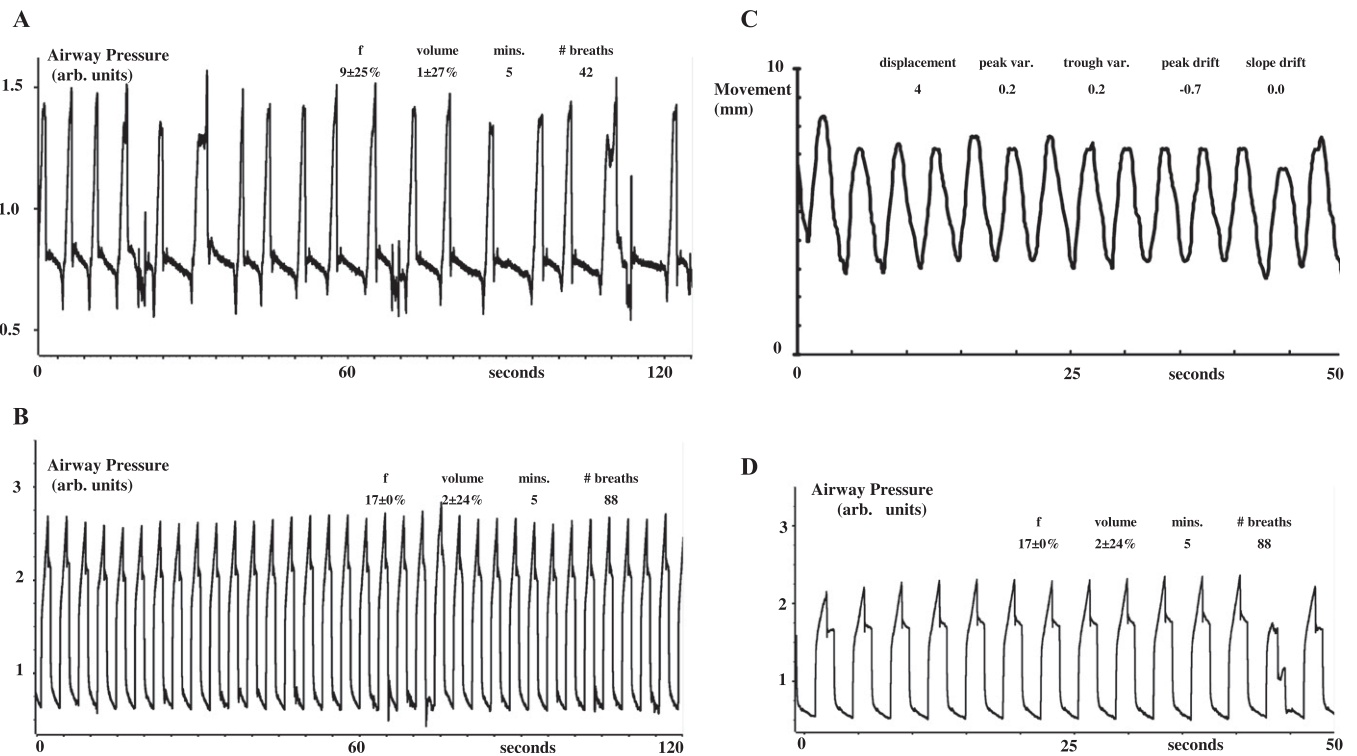 A
Airway Pressure
(arb. units)
f volume mins. # breaths
9±25% 1±27% 5 42
1.5
1.0
0.5
0 60 seconds 120
B
Airway Pressure
(arb. units)
f volume mins. # breaths
17±0% 2±24% 5 88
3
2
1
0 60 seconds 120
C
10
Movement
(mm)
displacement peak var. trough var. peak drift slope drift
4 0.2 0.2 -0.7 0.0
0
0 25 seconds 50
D
Airway Pressure
(arb. units)
f volume mins. # breaths
17±0% 2±24% 5 88
3
2
1
0 25 seconds 50